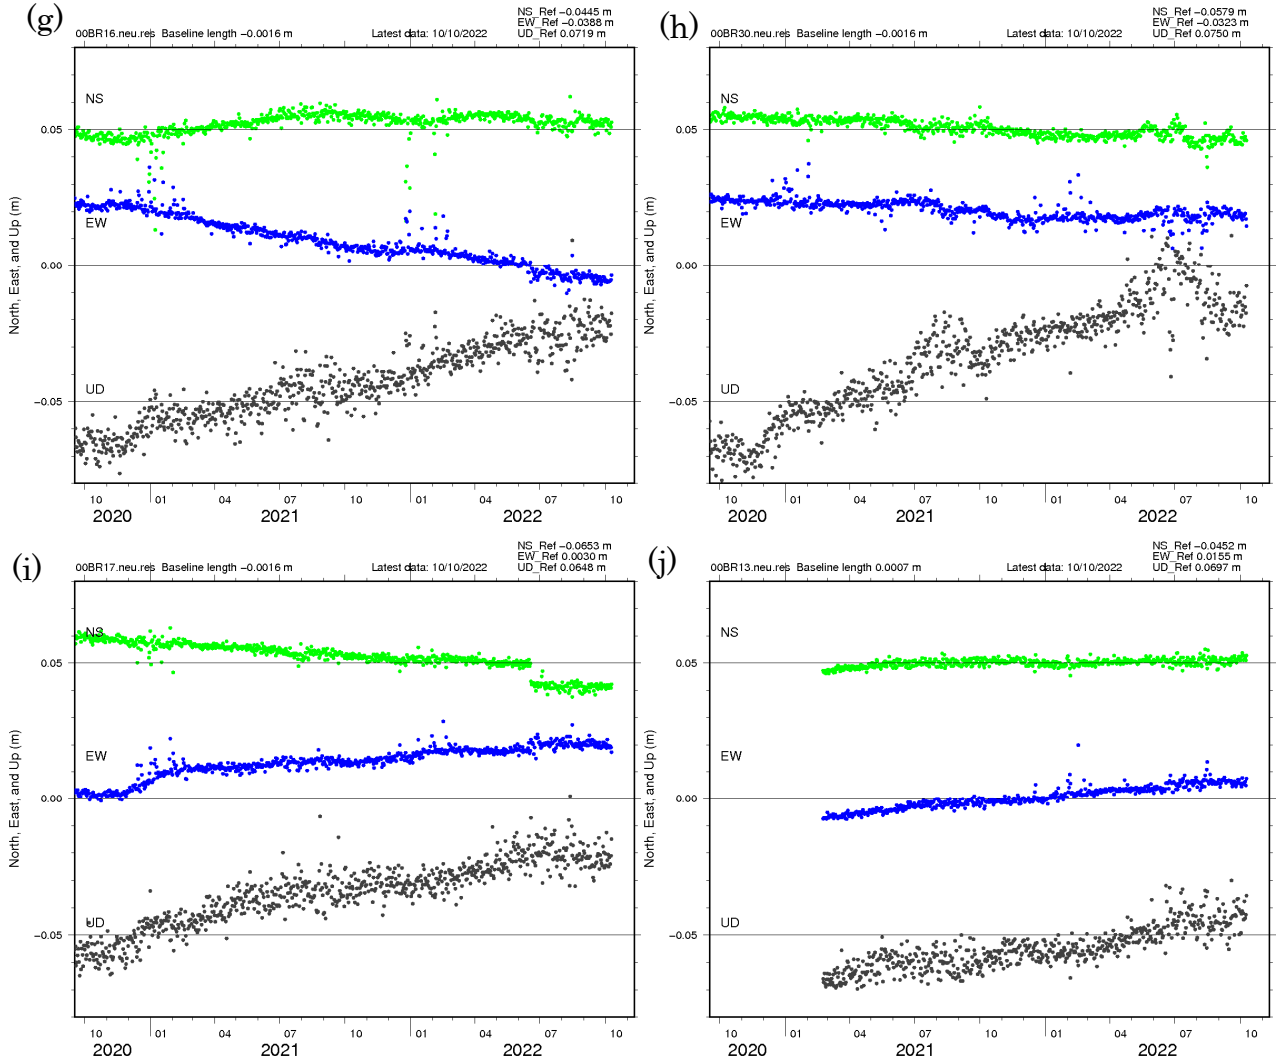 (g)
NS_Ref −0.0445 m
EW_Ref −0.0388 m
00BR16.neu.res Baseline length −0.0016 m Latest data: 10/10/2022 UD_Ref 0.0719 m
North, East, and Up (m)
NS
0.05
EW
0.00
UD
−0.05
10 01 04 07 10 01 04 07 10
2020 2021 2022
(h)
NS_Ref −0.0579 m
EW_Ref −0.0323 m
00BR30.neu.res Baseline length −0.0016 m Latest data: 10/10/2022 UD_Ref 0.0750 m
North, East, and Up (m)
NS
0.05
EW
0.00
UD
−0.05
10 01 04 07 10 01 04 07 10
2020 2021 2022
(i)
NS_Ref −0.0653 m
EW_Ref 0.0030 m
00BR17.neu.res Baseline length −0.0016 m Latest data: 10/10/2022 UD_Ref 0.0648 m
North, East, and Up (m)
NS
0.05
EW
0.00
UD
−0.05
10 01 04 07 10 01 04 07 10
2020 2021 2022
(j)
NS_Ref −0.0452 m
EW_Ref 0.0155 m
00BR13.neu.res Baseline length 0.0007 m Latest data: 10/10/2022 UD_Ref 0.0697 m
North, East, and Up (m)
NS
0.05
EW
0.00
UD
−0.05
10 01 04 07 10 01 04 07 10
2020 2021 2022